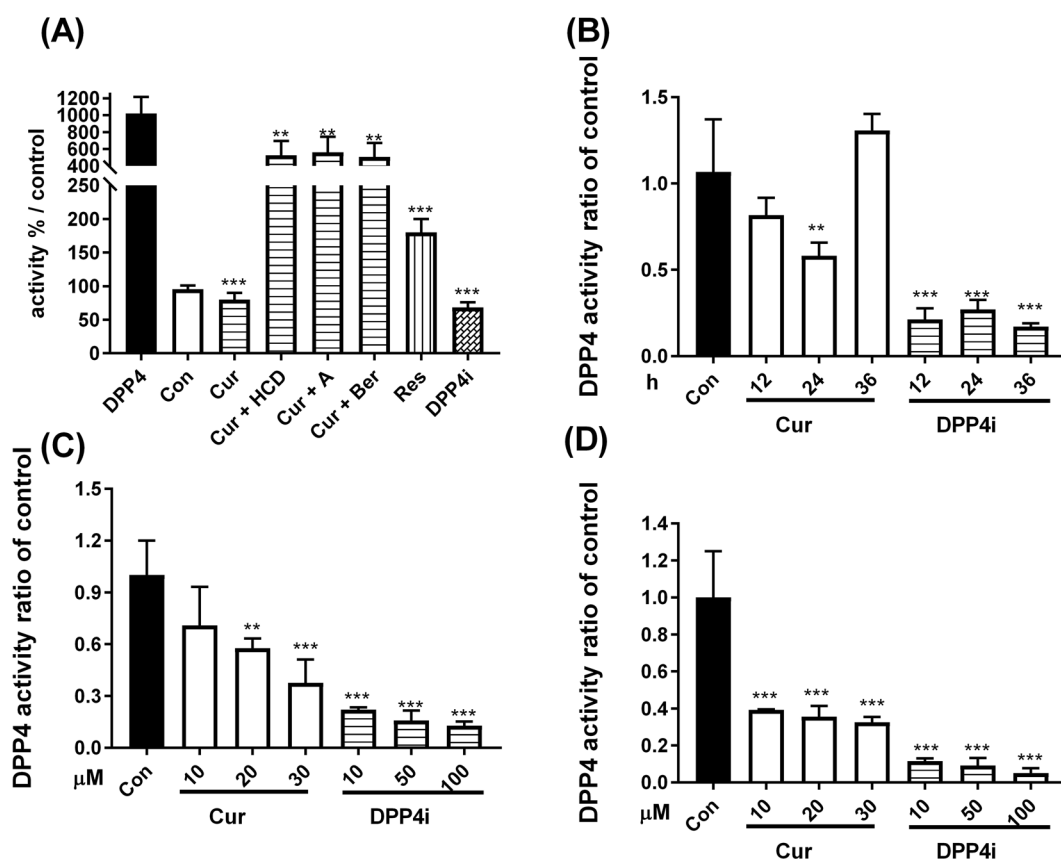 (A)
activity % / control
1200
1000
800
600
400
250
200
150
100
50
0
** ** **
***
*** ***
DPP4 Con Cur Cur + HCD Cur + A Cur + Ber Res DPP4i
(B)
DPP4 activity ratio of control
1.5
1.0
0.5
0.0
**
*** *** ***
h Con 12 24 36 12 24 36
Cur DPP4i
(C)
DPP4 activity ratio of control
1.5
1.2
0.9
0.6
0.3
0.0
** ***
*** *** ***
μM Con 10 20 30 10 50 100
Cur DPP4i
(D)
DPP4 activity ratio of control
1.4
1.2
1.0
0.8
0.6
0.4
0.2
0.0
*** *** ***
*** *** ***
μM Con 10 20 30 10 50 100
Cur DPP4i